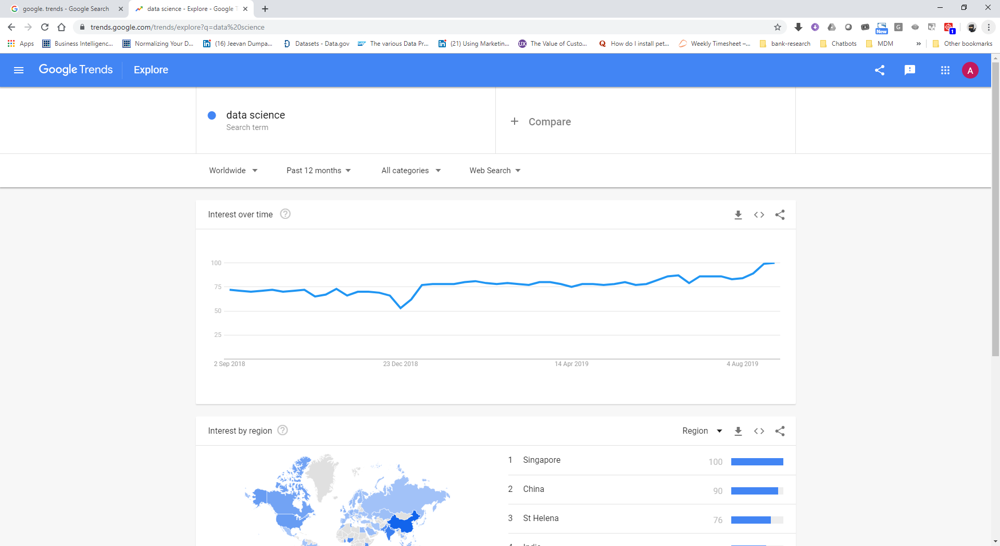 google. trends - Google Search
data science - Explore - Google T
trends.google.com/trends/explore?q=data%20science
New
G
1
Apps
Business Intelligenc...
Normalizing Your D...
(16) Jeevan Dumpa...
Datasets - Data.gov
The various Data Pr...
(21) Using Marketin...
UX
The Value of Custo...
How do I install pet...
Weekly Timesheet –...
bank-research
Chatbots
MDM
»
Other bookmarks
Google Trends
Explore
A
data science
Search term
+ Compare
Worldwide
Past 12 months
All categories
Web Search
Interest over time
100
75
50
25
2 Sep 2018
23 Dec 2018
14 Apr 2019
4 Aug 2019
Interest by region
Region
1 Singapore 100
2 China 90
3 St Helena 76